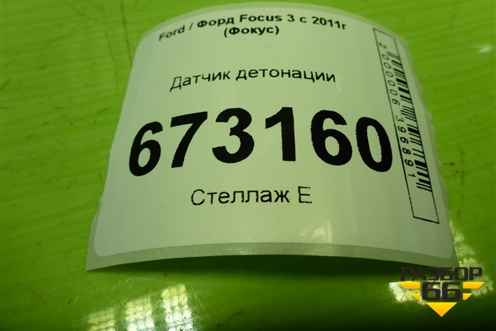 Ford / Форд Focus 3 с 2011г
(Фокус)
Датчик детонации
673160
Стеллаж Е
2000006396891
РАЗБОР
66